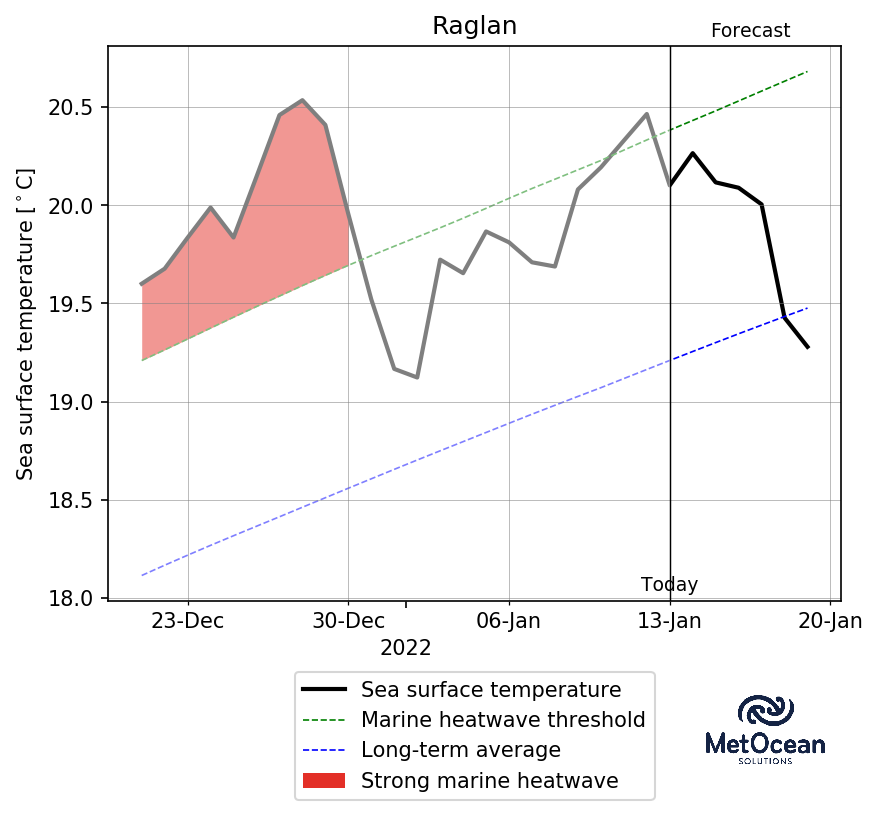 Raglan
Forecast
Sea surface temperature [°C]
20.5
20.0
19.5
19.0
18.5
18.0
Today
23-Dec 30-Dec 06-Jan 13-Jan 20-Jan
2022
Sea surface temperature
Marine heatwave threshold
Long-term average
Strong marine heatwave
MetOcean
SOLUTIONS